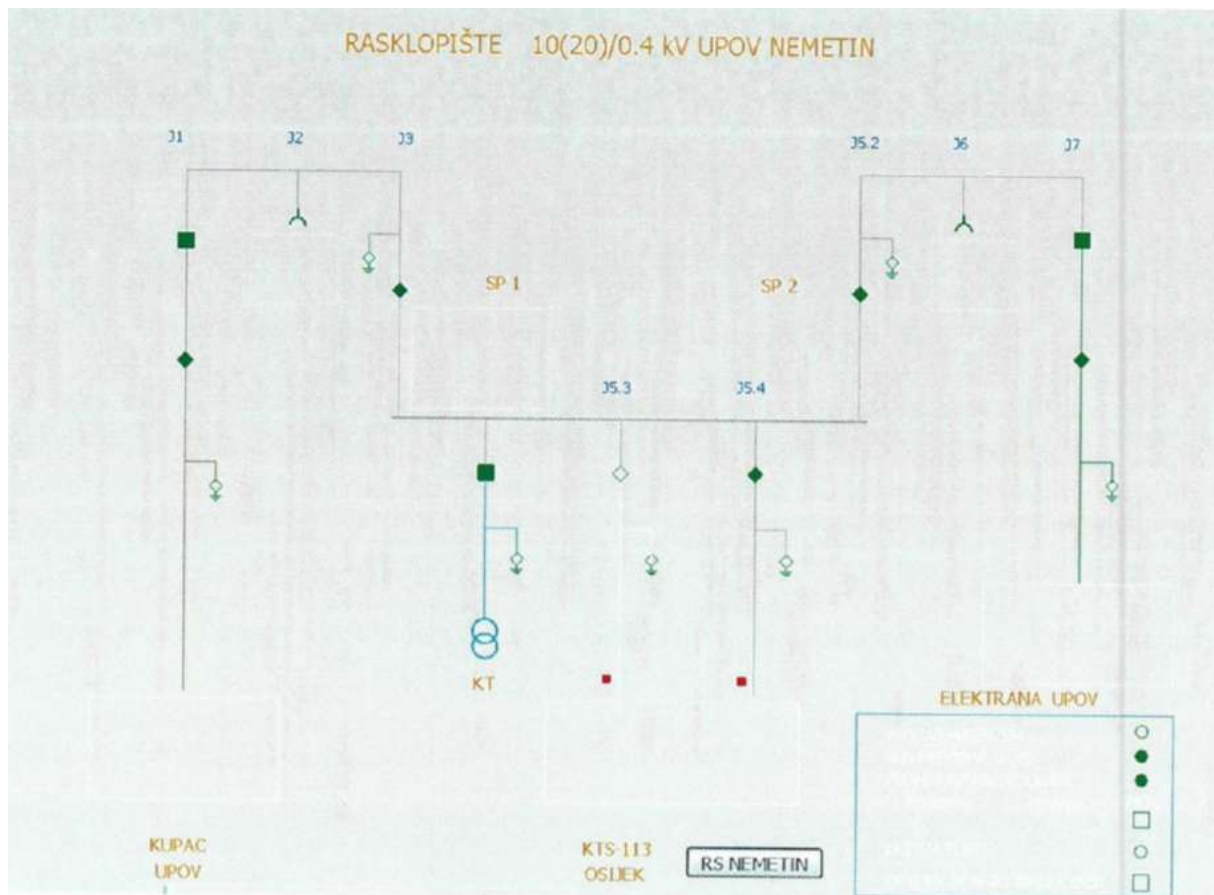 RASKLOPIŠTE 10(20)/0.4 kV UPOV NEMETIN
J1 J2 J3 J5.2 J6 J7
SP 1 SP 2
J5.3 J5.4
KT
ELEKTRANA UPOV
KUPAC
UPOV
KTS-113
OSIJEK
RS NEMETIN